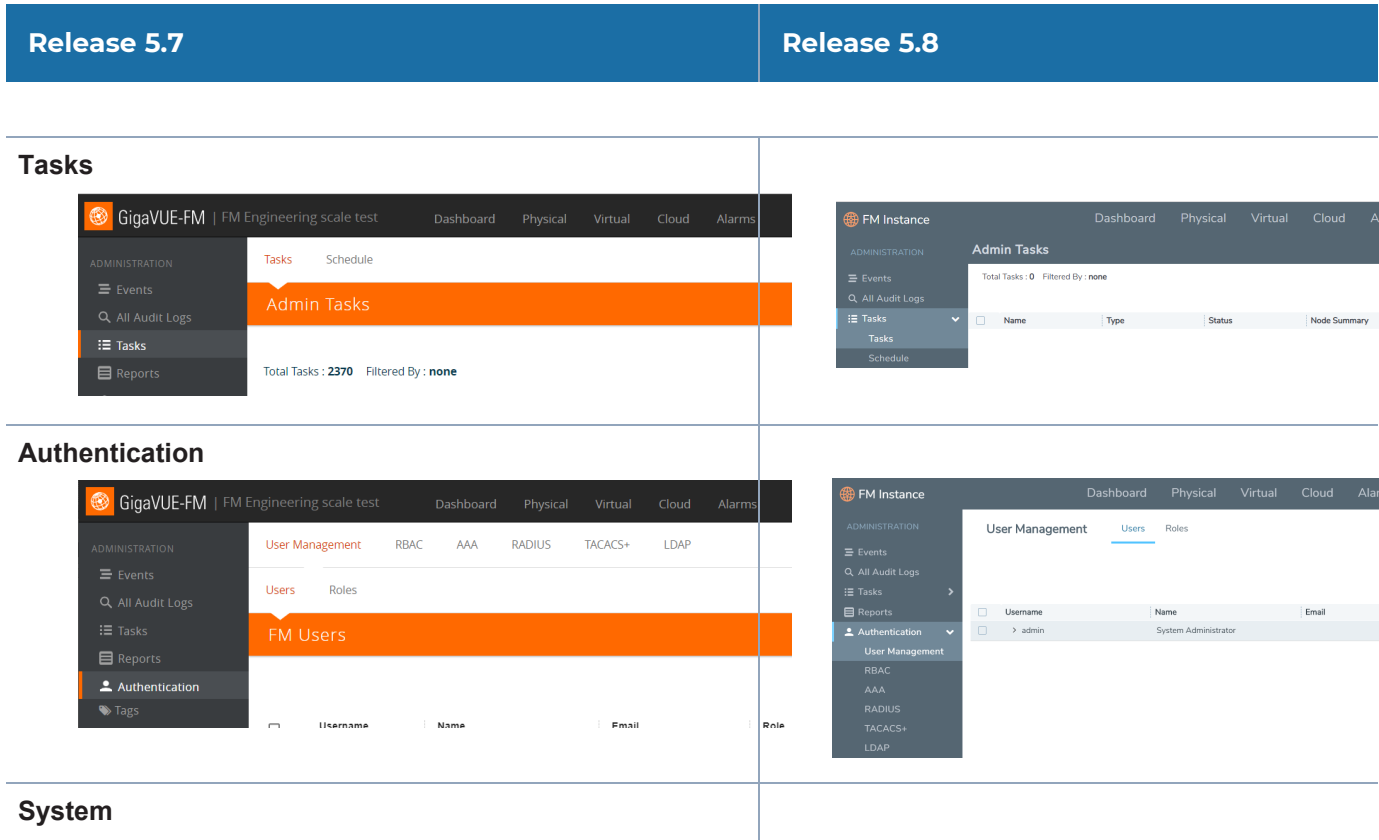 Release 5.7
Release 5.8
Tasks
GigaVUE-FM | FM Engineering scale test Dashboard Physical Virtual Cloud Alarms
ADMINISTRATION
Events
All Audit Logs
Tasks
Reports
Tasks Schedule
Admin Tasks
Total Tasks : 2370 Filtered By : none
FM Instance Dashboard Physical Virtual Cloud A
ADMINISTRATION
Events
All Audit Logs
Tasks
Tasks
Schedule
Admin Tasks
Total Tasks : 0 Filtered By : none
Name Type Status Node Summary
Authentication
GigaVUE-FM | FM Engineering scale test Dashboard Physical Virtual Cloud Alarms
ADMINISTRATION
Events
All Audit Logs
Tasks
Reports
Authentication
Tags
User Management RBAC AAA RADIUS TACACS+ LDAP
Users Roles
FM Users
Username Name Email Role
FM Instance Dashboard Physical Virtual Cloud Alar
ADMINISTRATION
Events
All Audit Logs
Tasks
Reports
Authentication
User Management
RBAC
AAA
RADIUS
TACACS+
LDAP
User Management Users Roles
Username Name Email
admin System Administrator
System